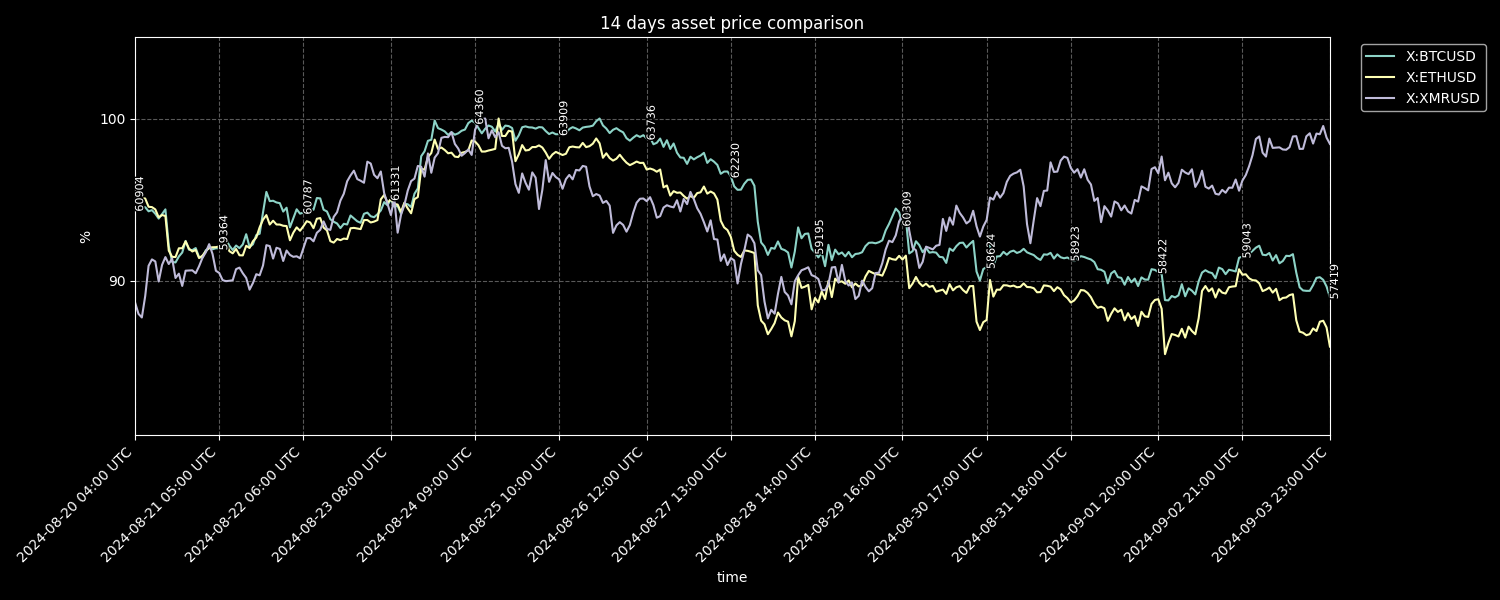 14 days asset price comparison
X:BTCUSD
X:ETHUSD
X:XMRUSD
100
90
%
60904
59364
60787
61331
64360
63909
63736
62230
59195
60309
58624
58923
58422
59043
57419
2024-08-20 04:00 UTC
2024-08-21 05:00 UTC
2024-08-22 06:00 UTC
2024-08-23 08:00 UTC
2024-08-24 09:00 UTC
2024-08-25 10:00 UTC
2024-08-26 12:00 UTC
2024-08-27 13:00 UTC
2024-08-28 14:00 UTC
2024-08-29 16:00 UTC
2024-08-30 17:00 UTC
2024-08-31 18:00 UTC
2024-09-01 20:00 UTC
2024-09-02 21:00 UTC
2024-09-03 23:00 UTC
time